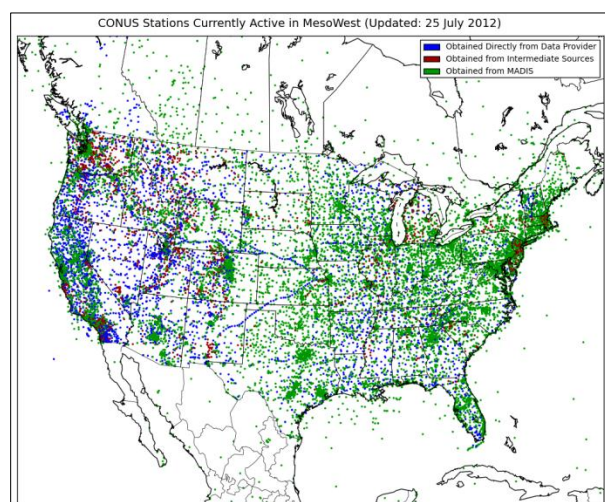 CONUS Stations Currently Active in MesoWest (Updated: 25 July 2012)
Obtained Directly from Data Provider
Obtained from Intermediate Sources
Obtained from MADIS